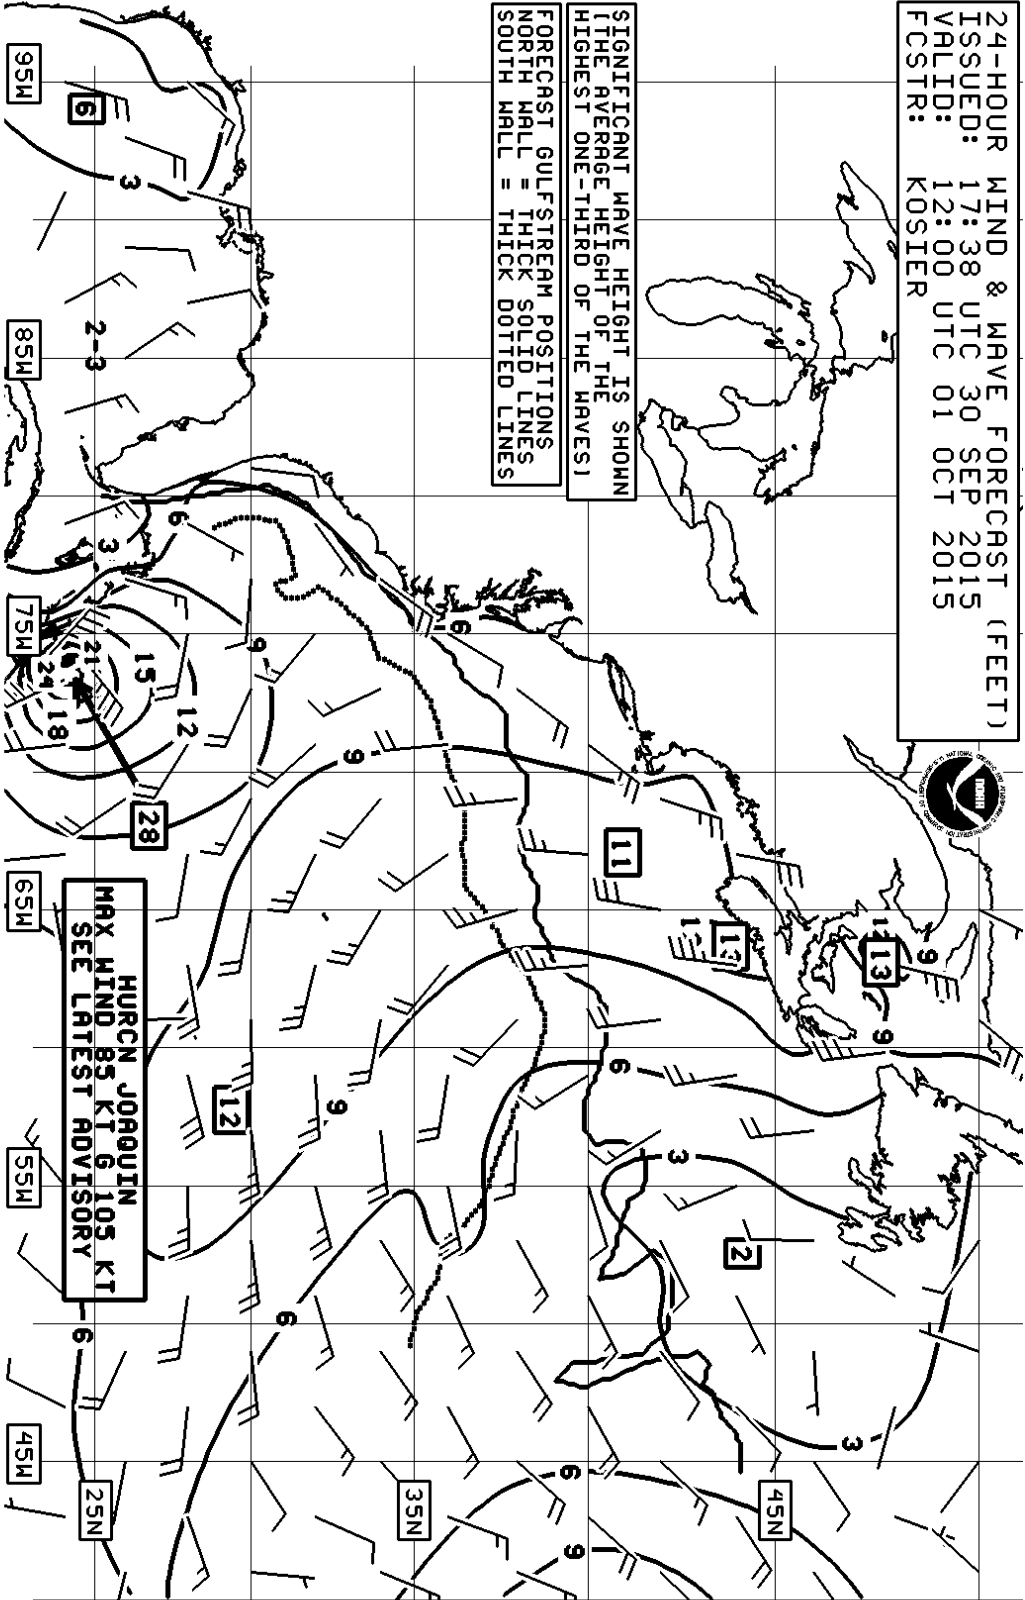 24-HOUR WIND & WAVE FORECAST (FEET)
ISSUED: 17:38 UTC 30 SEP 2015
VALID: 12:00 UTC 01 OCT 2015
FCSTR: KOSIER
SIGNIFICANT WAVE HEIGHT IS SHOWN
(THE AVERAGE HEIGHT OF THE
HIGHEST ONE-THIRD OF THE WAVES)
FORECAST GULFSTREAM POSITIONS
NORTH WALL = THICK SOLID LINES
SOUTH WALL = THICK DOTTED LINES
NOAA
12
13
9
9
45N
3
2
13
11
3
6
6
9
6
9
35N
9
12
9
6
6
2-3
3
3
6
9
15
12
28
21
24
18
HURCN JOAQUIN
MAX WIND 85 KT G 105 KT
SEE LATEST ADVISORY
6
25N
95W
85W
75W
65W
55W
45W